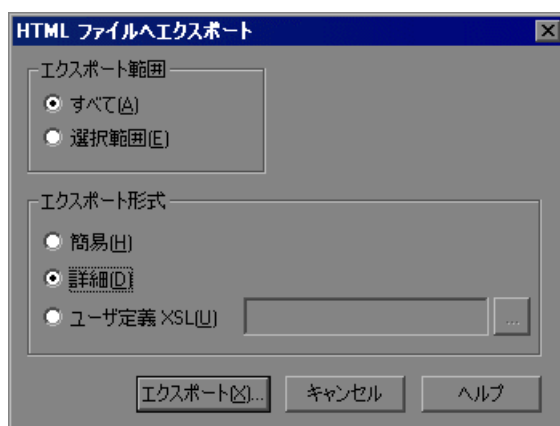 HTML ファイルへエクスポート
エクスポート範囲
すべて(A)
選択範囲(E)
エクスポート形式
簡易(H)
詳細(D)
ユーザ定義 XSL(U)
...
エクスポート(X)...
キャンセル
ヘルプ